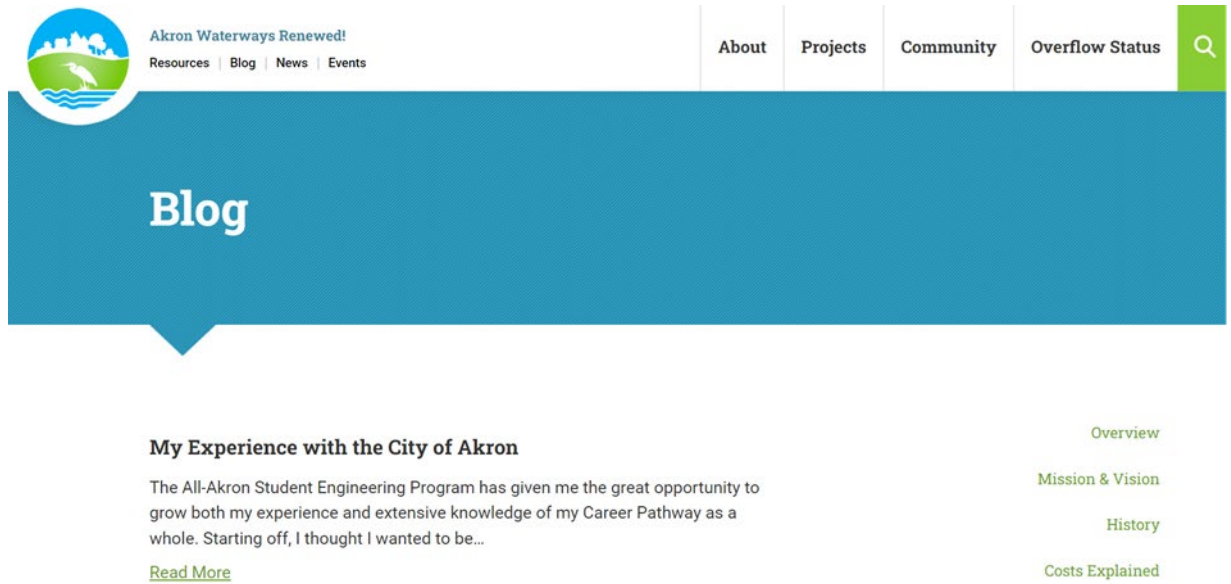 Akron Waterways Renewed!
Resources | Blog | News | Events
About Projects Community Overflow Status
Blog
My Experience with the City of Akron
The All-Akron Student Engineering Program has given me the great opportunity to
grow both my experience and extensive knowledge of my Career Pathway as a
whole. Starting off, I thought I wanted to be...
Read More
Overview
Mission & Vision
History
Costs Explained